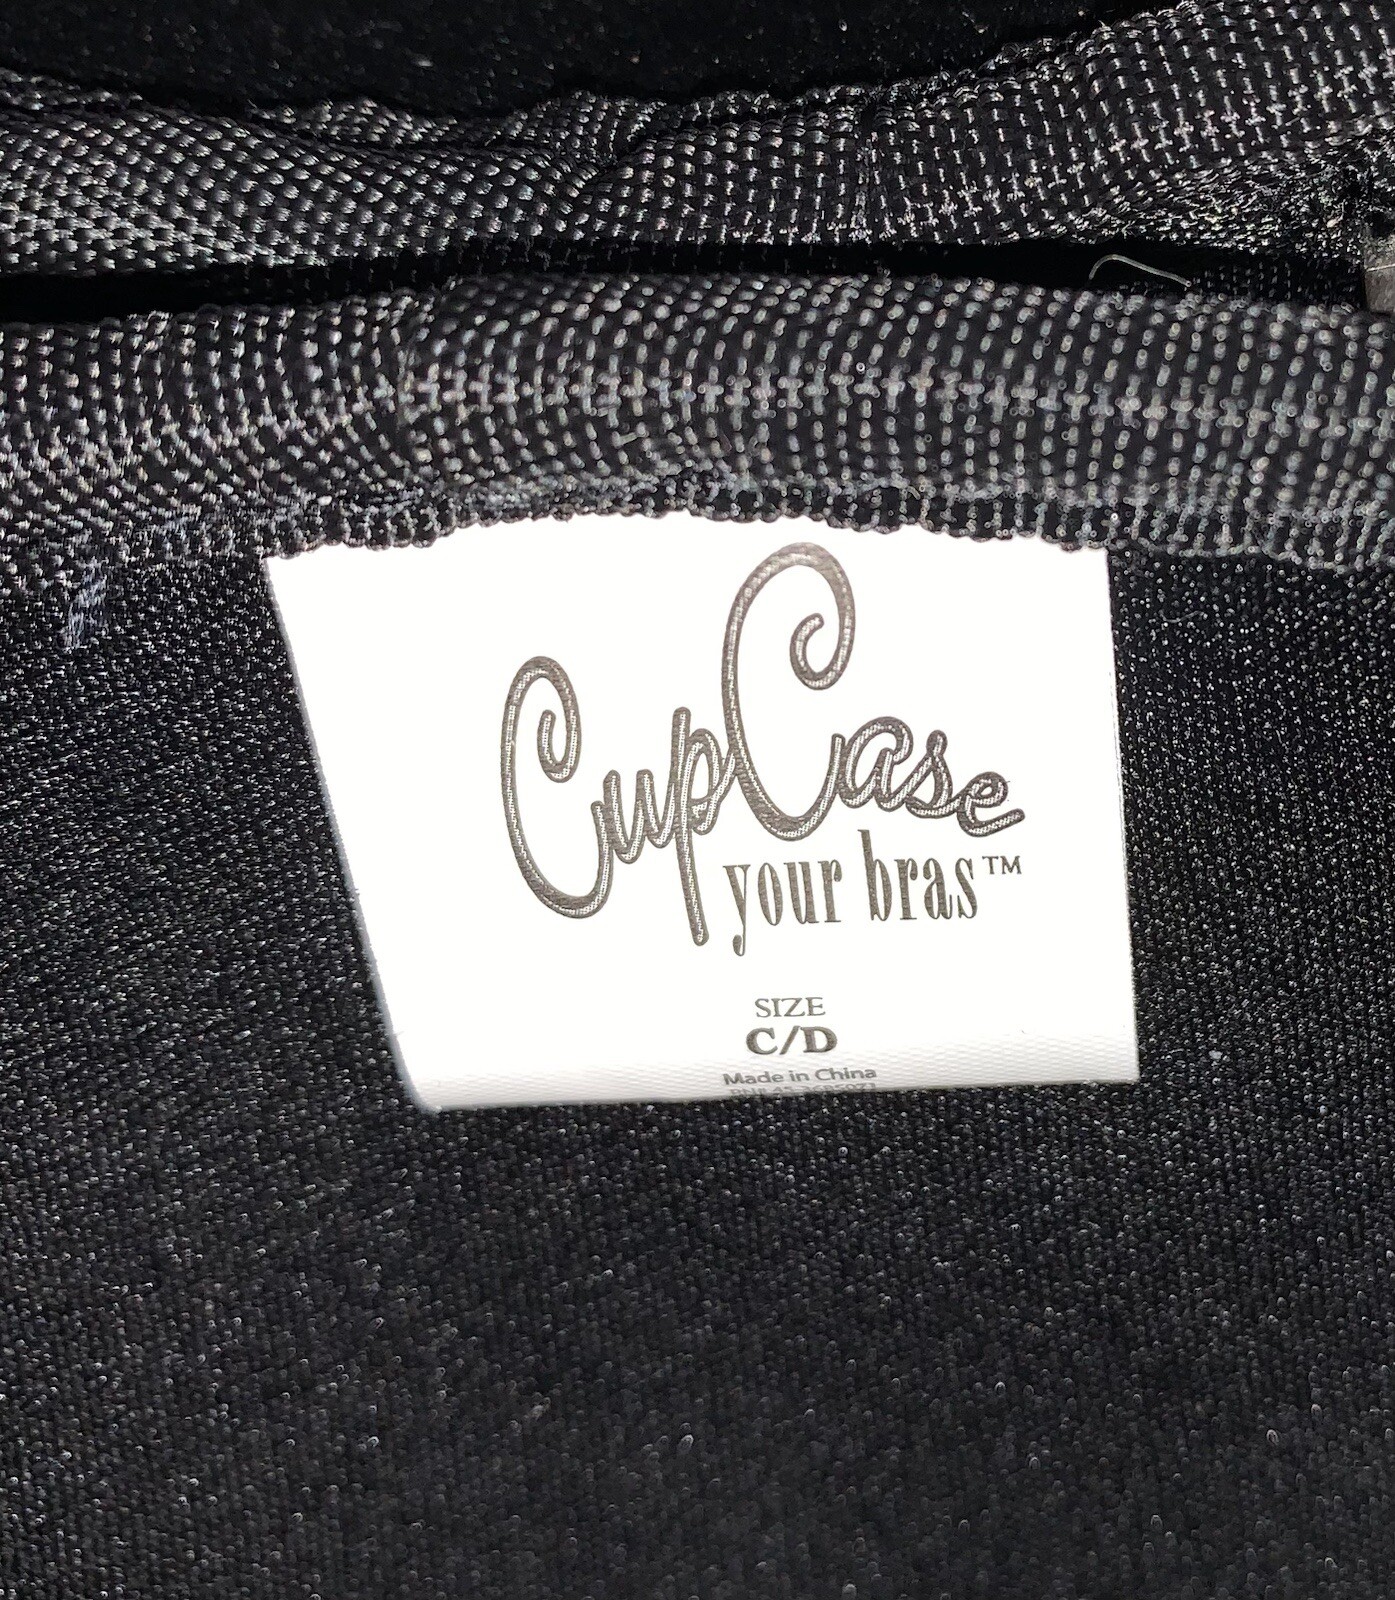 CupCase
your bras™
SIZE
C/D
Made in China